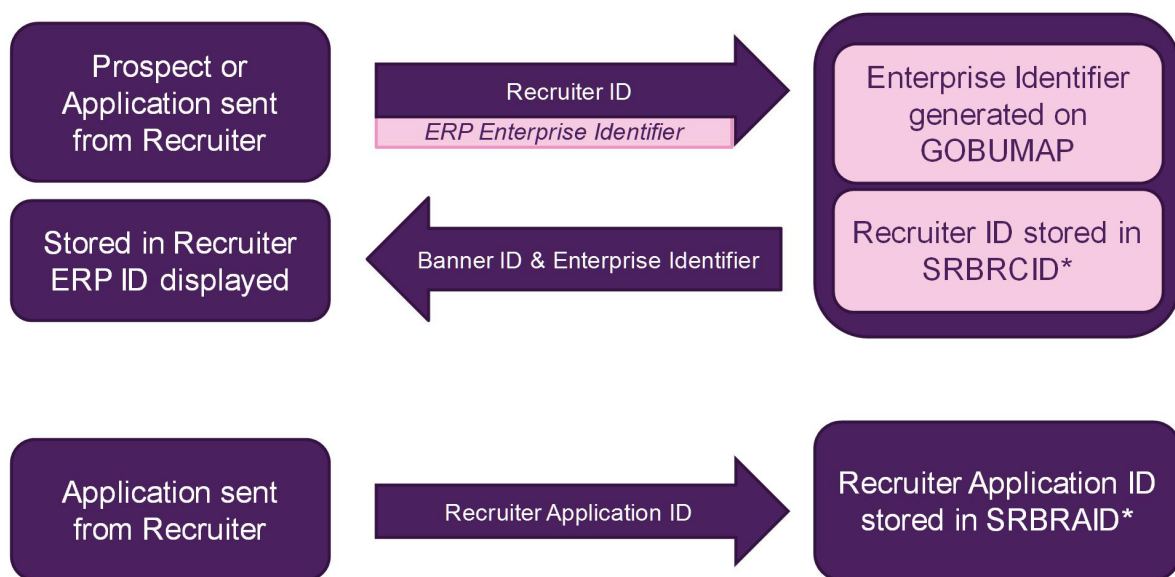 Prospect or
Application sent
from Recruiter
Recruiter ID
ERP Enterprise Identifier
Enterprise Identifier
generated on
GOBUMAP
Stored in Recruiter
ERP ID displayed
Banner ID & Enterprise Identifier
Recruiter ID stored in
SRBRCID*
Application sent
from Recruiter
Recruiter Application ID
Recruiter Application ID
stored in SRBRAID*